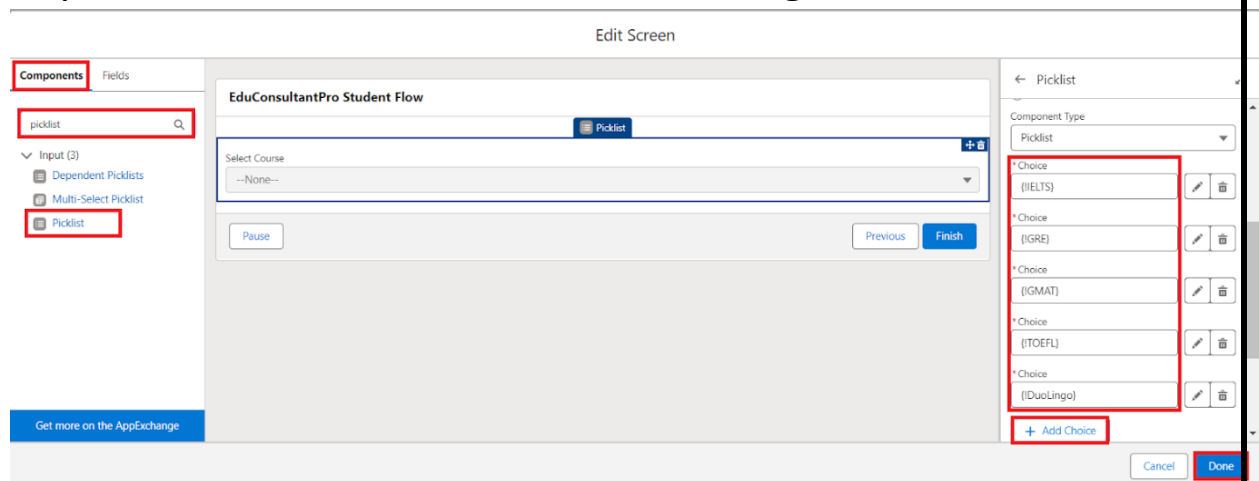 Edit Screen
Components Fields
picklist
Input (3)
Dependent Picklists
Multi-Select Picklist
Picklist
Get more on the AppExchange
EduConsultantPro Student Flow
Picklist
Select Course
--None--
Pause Previous Finish
← Picklist
Component Type
Picklist
* Choice
{!IELTS}
* Choice
{!GRE}
* Choice
{!GMAT}
* Choice
{!TOEFL}
* Choice
{!DuoLingo}
+ Add Choice
Cancel Done